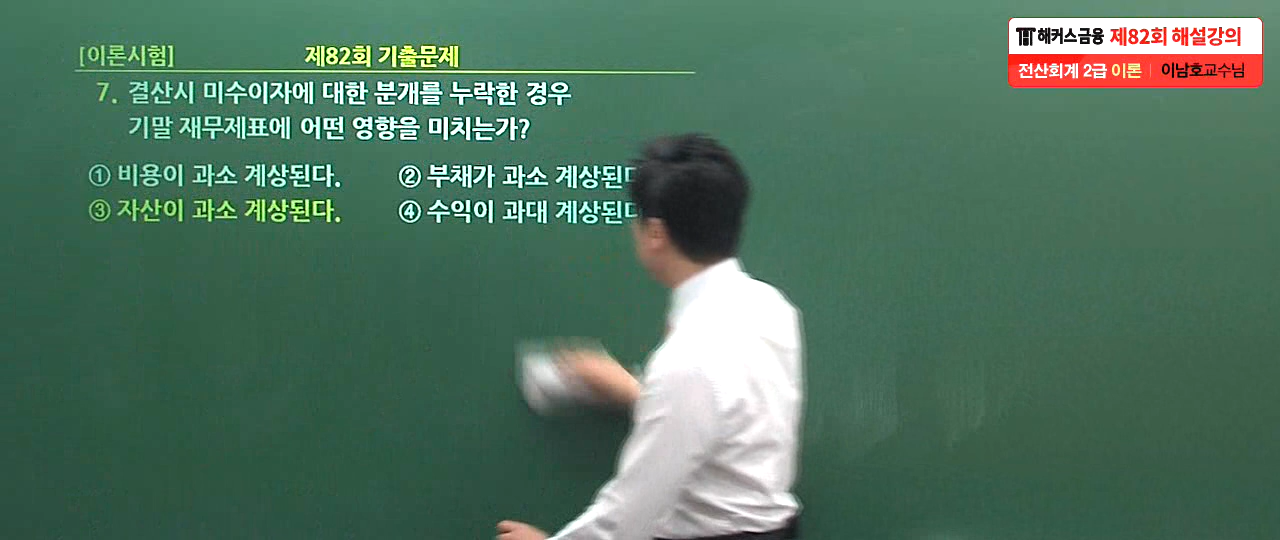 해커스금융 제82회 해설강의
전산회계 2급 이론 | 이남호교수님
[이론시험] 제82회 기출문제
7. 결산시 미수이자에 대한 분개를 누락한 경우
기말 재무제표에 어떤 영향을 미치는가?
① 비용이 과소 계상된다. ② 부채가 과소 계상된
③ 자산이 과소 계상된다. ④ 수익이 과대 계상된